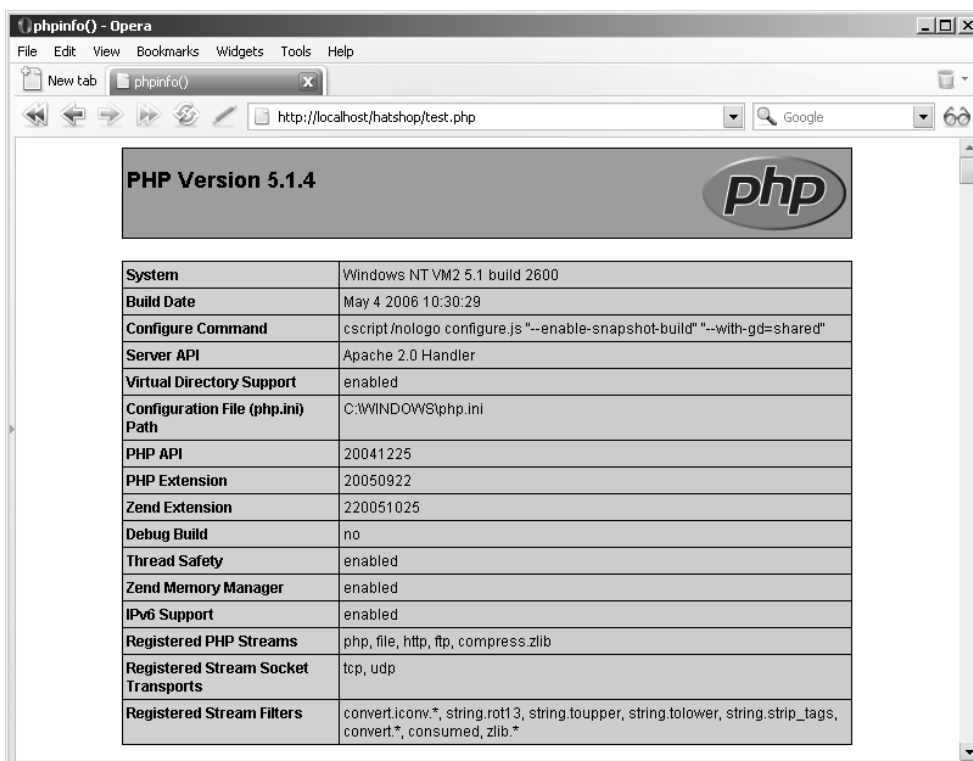 phpinfo() - Opera
File Edit View Bookmarks Widgets Tools Help
New tab phpinfo()
http://localhost/hatshop/test.php Google
PHP Version 5.1.4
php
System Windows NT VM2 5.1 build 2600
Build Date May 4 2006 10:30:29
Configure Command cscript /nologo configure.js "--enable-snapshot-build" "--with-gd=shared"
Server API Apache 2.0 Handler
Virtual Directory Support enabled
Configuration File (php.ini) C:\WINDOWS\php.ini
Path
PHP API 20041225
PHP Extension 20050922
Zend Extension 220051025
Debug Build no
Thread Safety enabled
Zend Memory Manager enabled
IPv6 Support enabled
Registered PHP Streams php, file, http, ftp, compress.zlib
Registered Stream Socket tcp, udp
Transports
Registered Stream Filters convert.iconv.*, string.rot13, string.toupper, string.tolower, string.strip_tags,
convert.*, consumed, zlib.*